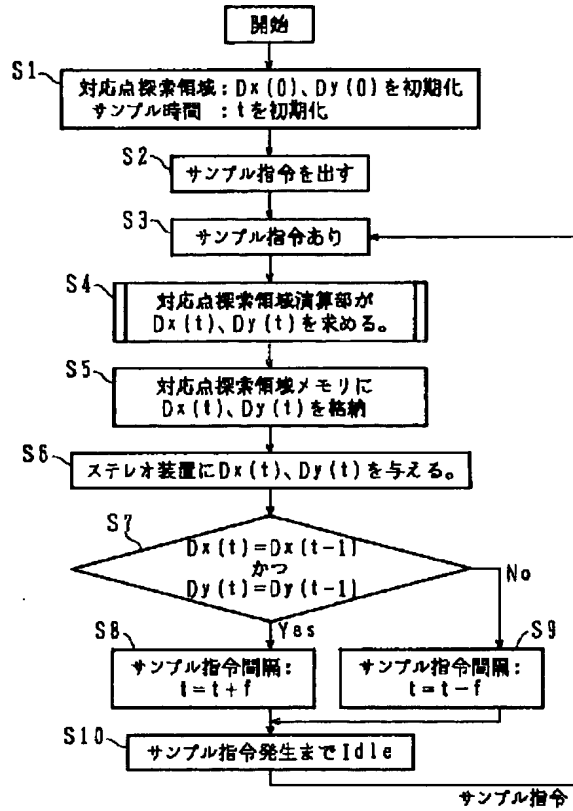 開始
S1
対応点探索領域：Dx(0)、Dy(0)を初期化
サンプル時間　：tを初期化
S2
サンプル指令を出す
S3
サンプル指令あり
S4
対応点探索領域演算部が
Dx(t)、Dy(t)を求める。
S5
対応点探索領域メモリに
Dx(t)、Dy(t)を格納
S6
ステレオ装置にDx(t)、Dy(t)を与える。
S7
Dx(t)=Dx(t-1)
かつ
Dy(t)=Dy(t-1)
No
Yes
S8
サンプル指令間隔：
t=t+f
S9
サンプル指令間隔：
t=t-f
S10
サンプル指令発生までIdle
サンプル指令